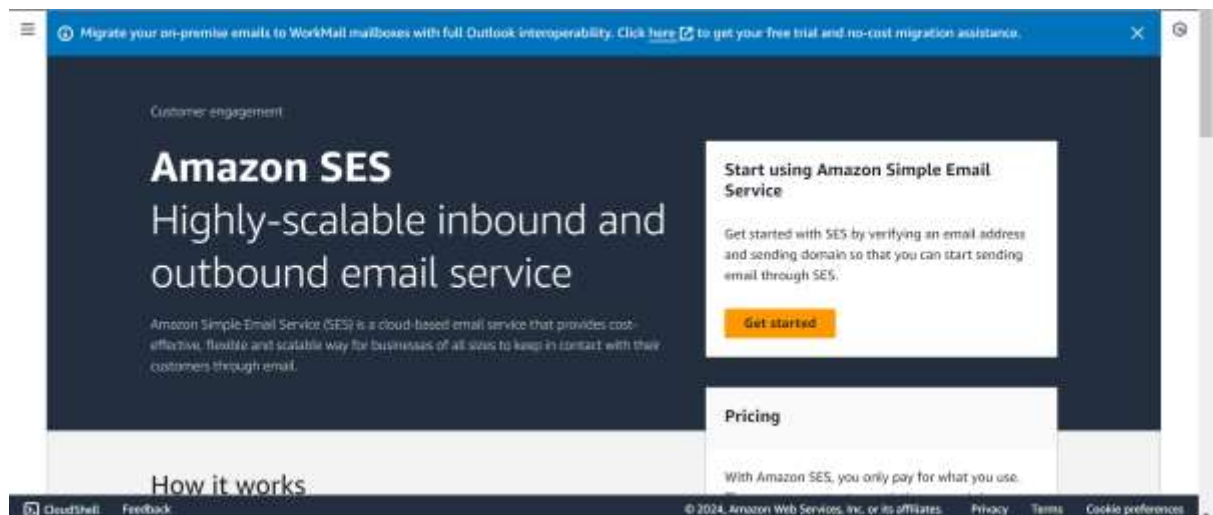 Migrate your on-premise emails to WorkMail mailboxes with full Outlook interoperability. Click here to get your free trial and no-cost migration assistance.
Customer engagement
Amazon SES
Highly-scalable inbound and
outbound email service
Amazon Simple Email Service (SES) is a cloud-based email service that provides cost-
effective, flexible and scalable way for businesses of all sizes to keep in contact with their
customers through email.
Start using Amazon Simple Email
Service
Get started with SES by verifying an email address
and sending domain so that you can start sending
email through SES.
Get started
Pricing
With Amazon SES, you only pay for what you use.
How it works
CloudShell Feedback © 2024, Amazon Web Services, Inc. or its affiliates. Privacy Terms Cookie preferences